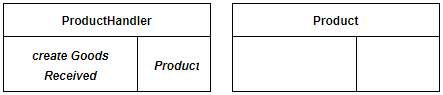 ProductHandler
Product
create Goods
Received
Product